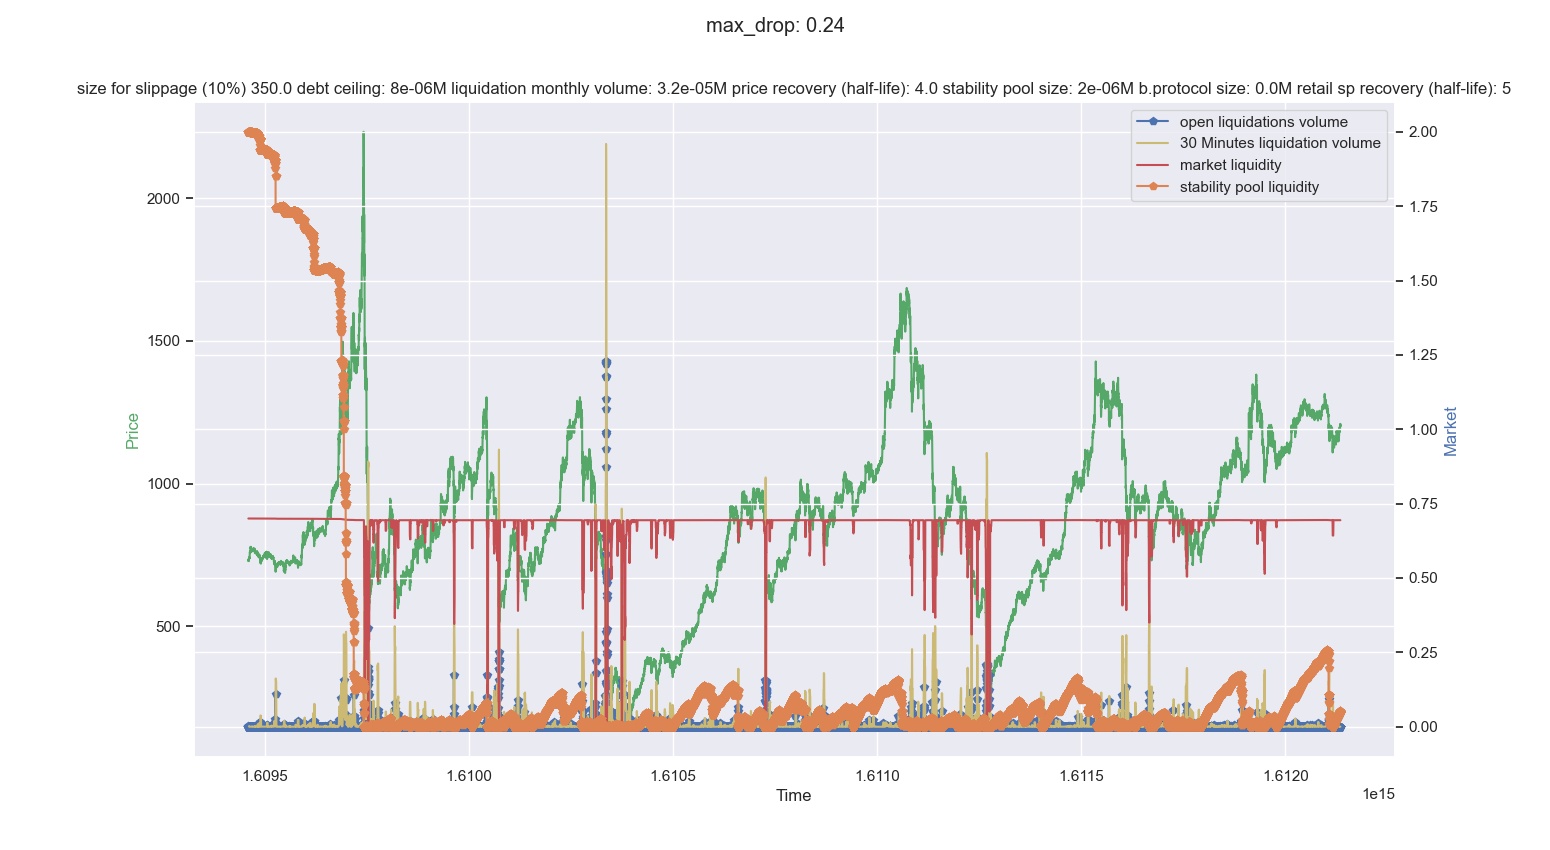 max_drop: 0.24
size for slippage (10%) 350.0 debt ceiling: 8e-06M liquidation monthly volume: 3.2e-05M price recovery (half-life): 4.0 stability pool size: 2e-06M b.protocol size: 0.0M retail sp recovery (half-life): 5
open liquidations volume
30 Minutes liquidation volume
market liquidity
stability pool liquidity
2000
1500
1000
500
Price
2.00
1.75
1.50
1.25
1.00
0.75
0.50
0.25
0.00
Market
1.6095
1.6100
1.6105
1.6110
1.6115
1.6120
Time
1e15